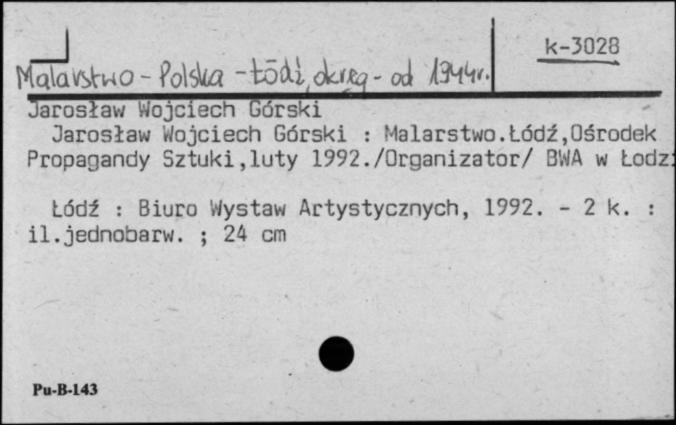 k-3028
Malarstwo - Polska - Łódź, okręg - od 1944r.
Jarosław Wojciech Górski
Jarosław Wojciech Górski : Malarstwo.Łódź,Ośrodek
Propagandy Sztuki,luty 1992./Organizator/ BWA w Łodzi
Łódź : Biuro Wystaw Artystycznych, 1992. - 2 k. :
il.jednobarw. ; 24 cm
Pu-B-143